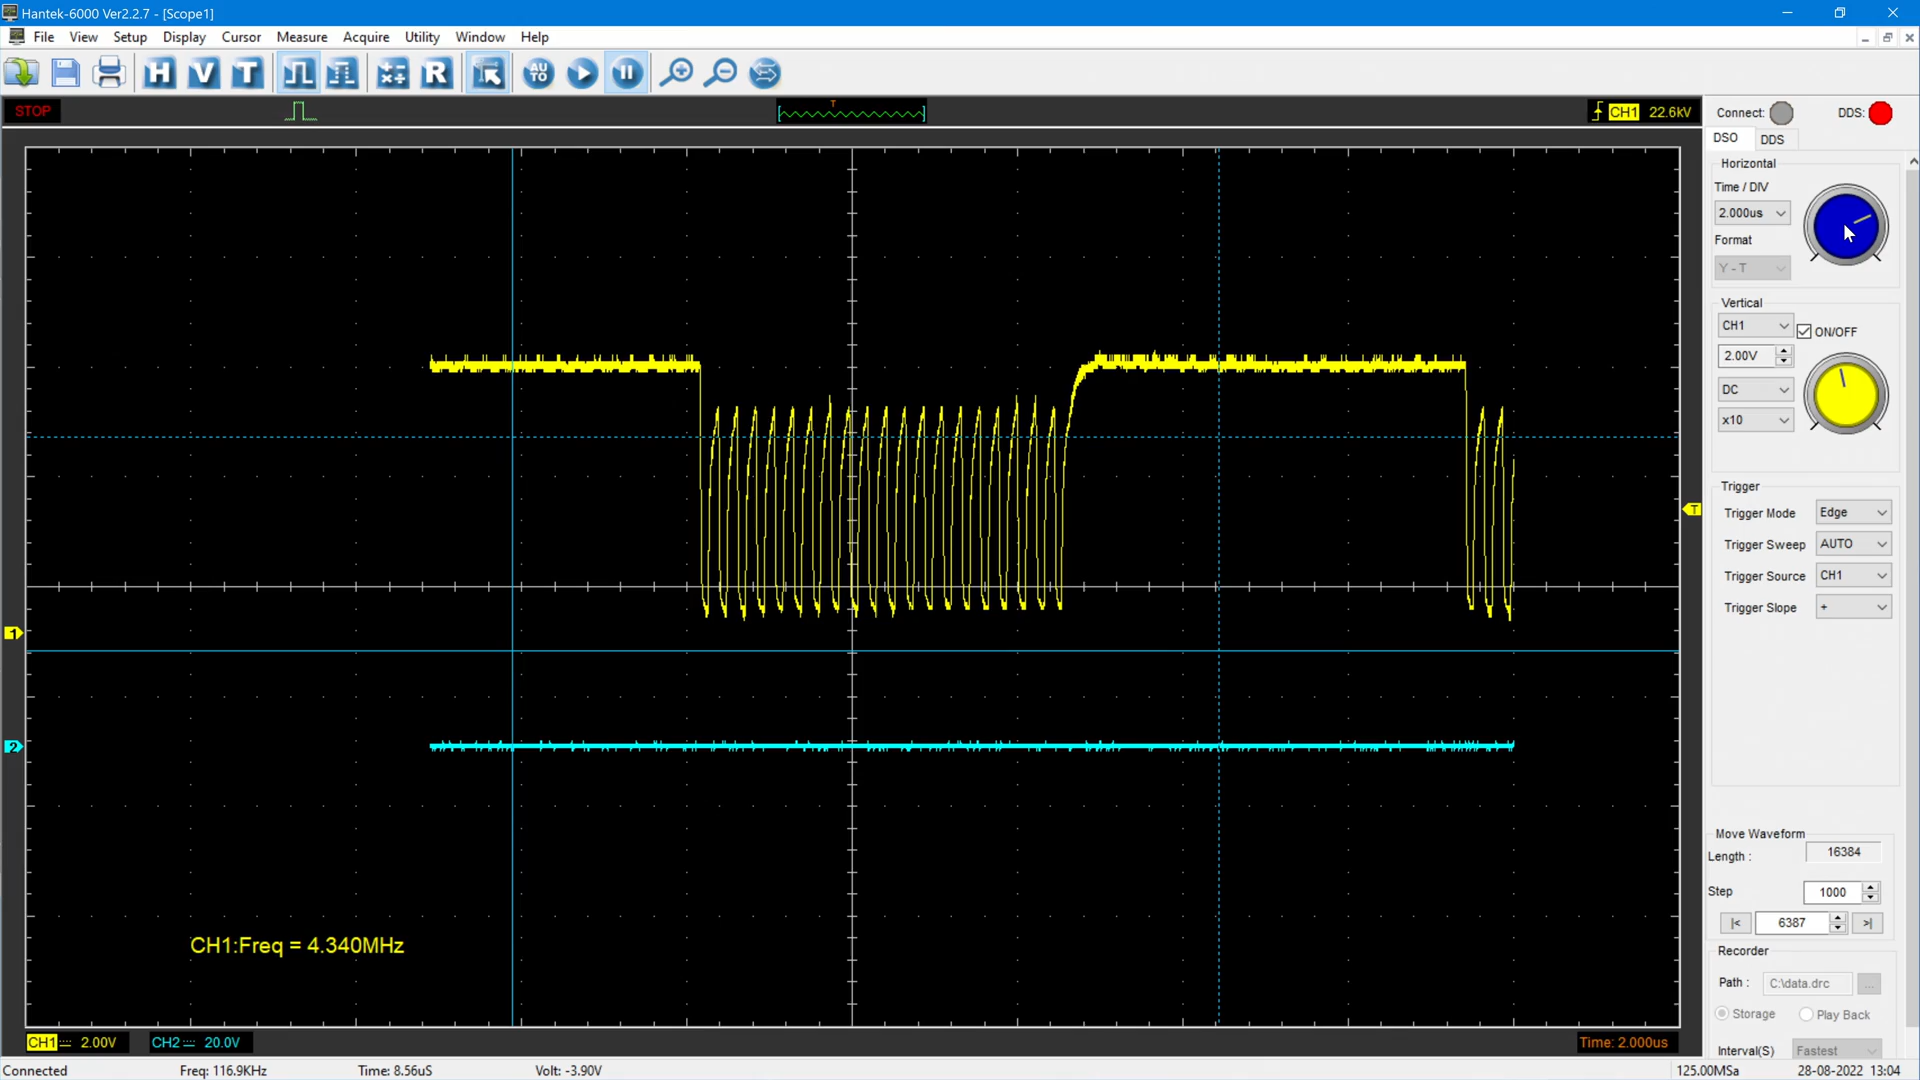 Hantek-6000 Ver2.2.7 - [Scope1]
File View Setup Display Cursor Measure Acquire Utility Window Help
H V T R AU TO
STOP T CH1 22.6kV Connect: DDS:
DSO DDS
Horizontal
Time / DIV
2.000us
Format
Y - T
Vertical
CH1 ON/OFF
2.00V
DC
x10
Trigger
Trigger Mode Edge
T
Trigger Sweep AUTO
Trigger Source CH1
Trigger Slope +
1
2
Move Waveform
Length : 16384
Step 1000
|< 6387 >|
CH1:Freq = 4.340MHz
Recorder
Path : C:\data.drc ...
Storage Play Back
CH1 2.00V CH2 20.0V Time: 2.000us
Interval(S) Fastest
Connected Freq: 116.9KHz Time: 8.56uS Volt: -3.90V 125.00MSa 28-08-2022 13:04